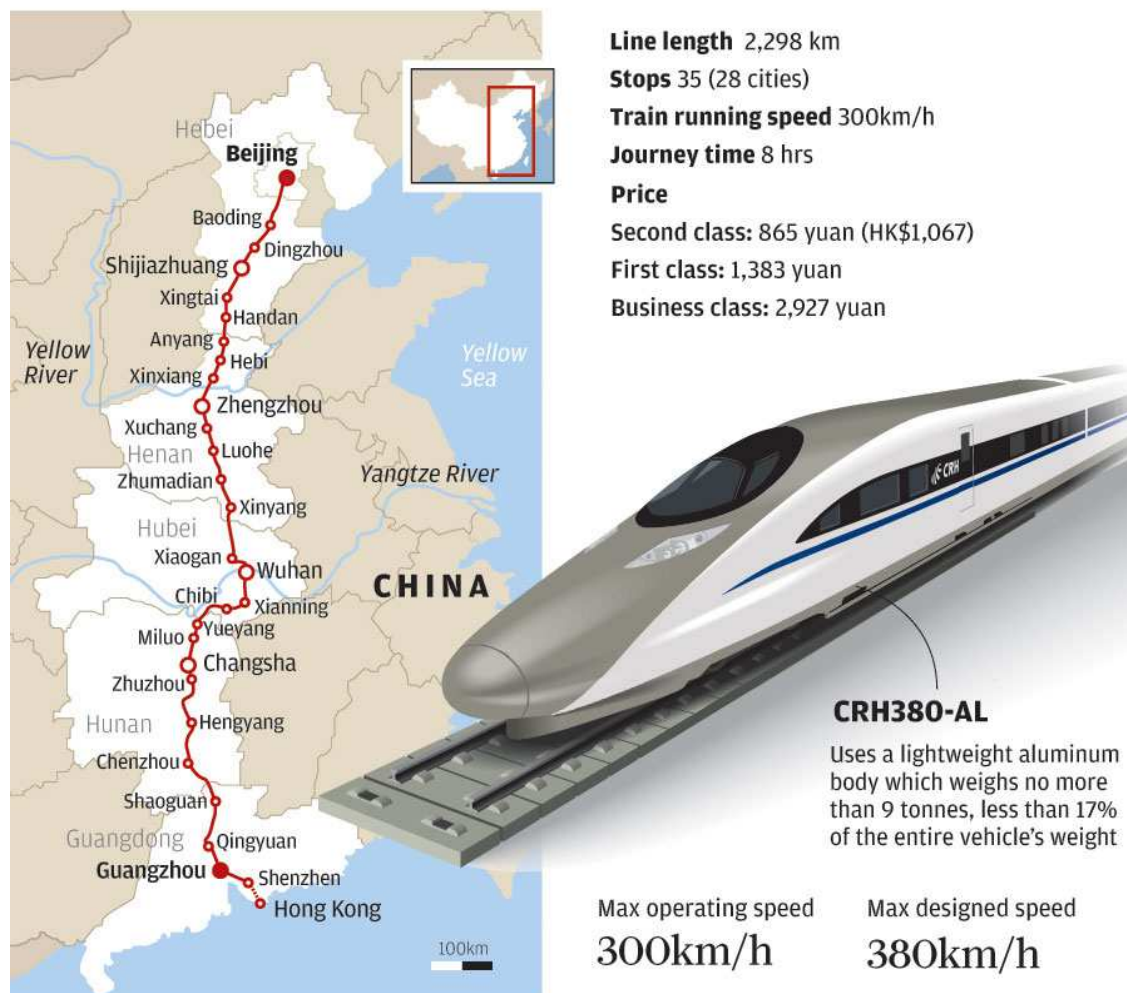 Hebei
Beijing
Baoding
Dingzhou
Shijiazhuang
Xingtai
Handan
Anyang
Yellow
River
Hebi
Xinxiang
Zhengzhou
Xuchang
Henan
Luohe
Zhumadian
Yangtze River
Xinyang
Hubei
Xiaogan
Wuhan
CHINA
Chibi
Xianning
Yueyang
Miluo
Changsha
Zhuzhou
Hunan
Hengyang
Chenzhou
Shaoguan
Guangdong
Qingyuan
Guangzhou
Shenzhen
Hong Kong
100km
Yellow
Sea
Line length 2,298 km
Stops 35 (28 cities)
Train running speed 300km/h
Journey time 8 hrs
Price
Second class: 865 yuan (HK$1,067)
First class: 1,383 yuan
Business class: 2,927 yuan
CRH
CRH380-AL
Uses a lightweight aluminum
body which weighs no more
than 9 tonnes, less than 17%
of the entire vehicle's weight
Max operating speed
300km/h
Max designed speed
380km/h